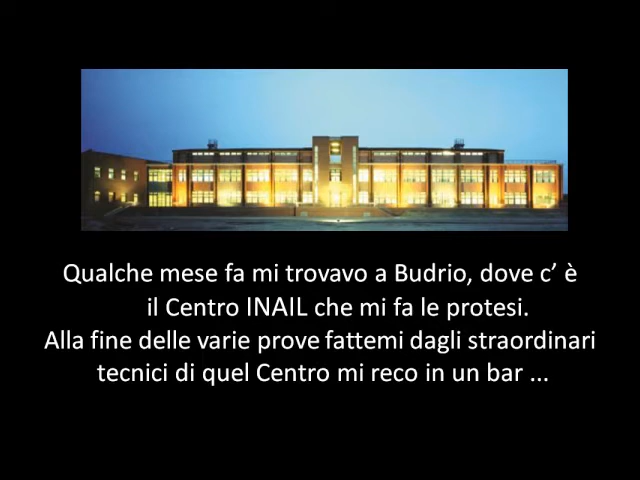 Qualche mese fa mi trovavo a Budrio, dove c’ è
il Centro INAIL che mi fa le protesi.
Alla fine delle varie prove fattemi dagli straordinari
tecnici di quel Centro mi reco in un bar ...